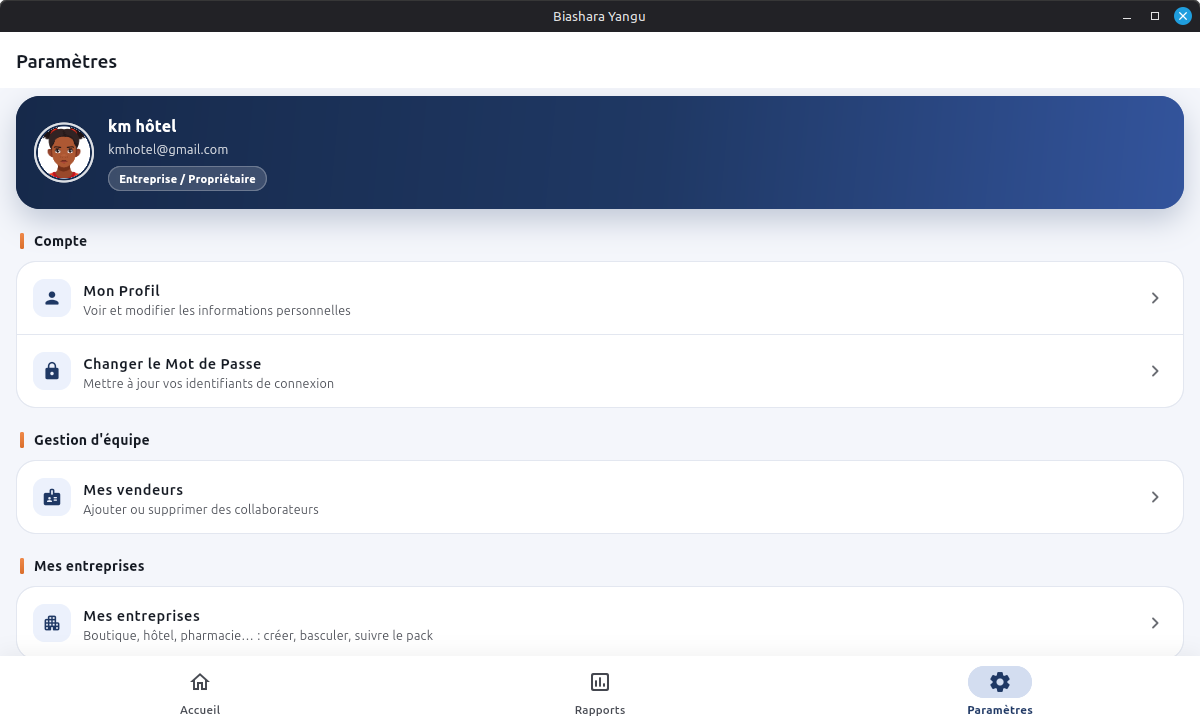 Biashara Yangu
Paramètres
km hôtel
kmhotel@gmail.com
Entreprise / Propriétaire
Compte
Mon Profil
Voir et modifier les informations personnelles
Changer le Mot de Passe
Mettre à jour vos identifiants de connexion
Gestion d'équipe
Mes vendeurs
Ajouter ou supprimer des collaborateurs
Mes entreprises
Mes entreprises
Boutique, hôtel, pharmacie… : créer, basculer, suivre le pack
Accueil
Rapports
Paramètres